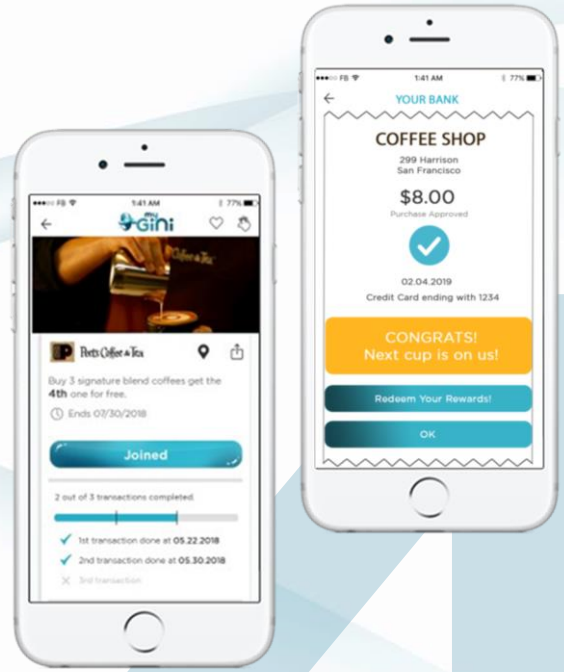 FB 1:41 AM 77%
my
Gini
Peet's Coffee & Tea
Buy 3 signature blend coffees get the
4th one for free.
Ends 07/30/2018
Joined
2 out of 3 transactions completed.
1st transaction done at 05.22.2018
2nd transaction done at 05.30.2018
3rd transaction
FB 1:41 AM 77%
YOUR BANK
COFFEE SHOP
299 Harrison
San Francisco
$8.00
Purchase Approved
02.04.2019
Credit Card ending with 1234
CONGRATS!
Next cup is on us!
Redeem Your Rewards!
OK